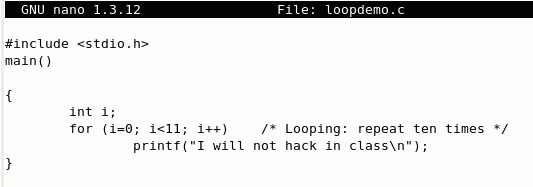 GNU nano 1.3.12 File: loopdemo.c
#include <stdio.h>
main()
{
int i;
for (i=0; i<11; i++) /* Looping: repeat ten times */
printf("I will not hack in class\n");
}